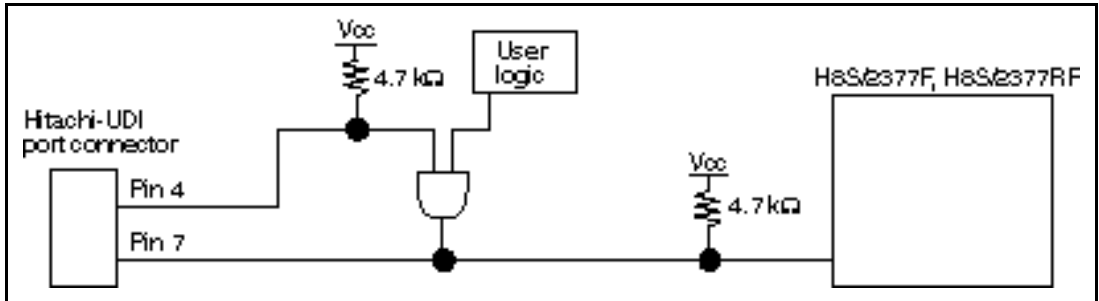 Vcc
4.7 kΩ
User
logic
H8S/2377F, H8S/2377RF
Hitachi-UDI
port connector
Pin 4
Vcc
4.7 kΩ
Pin 7